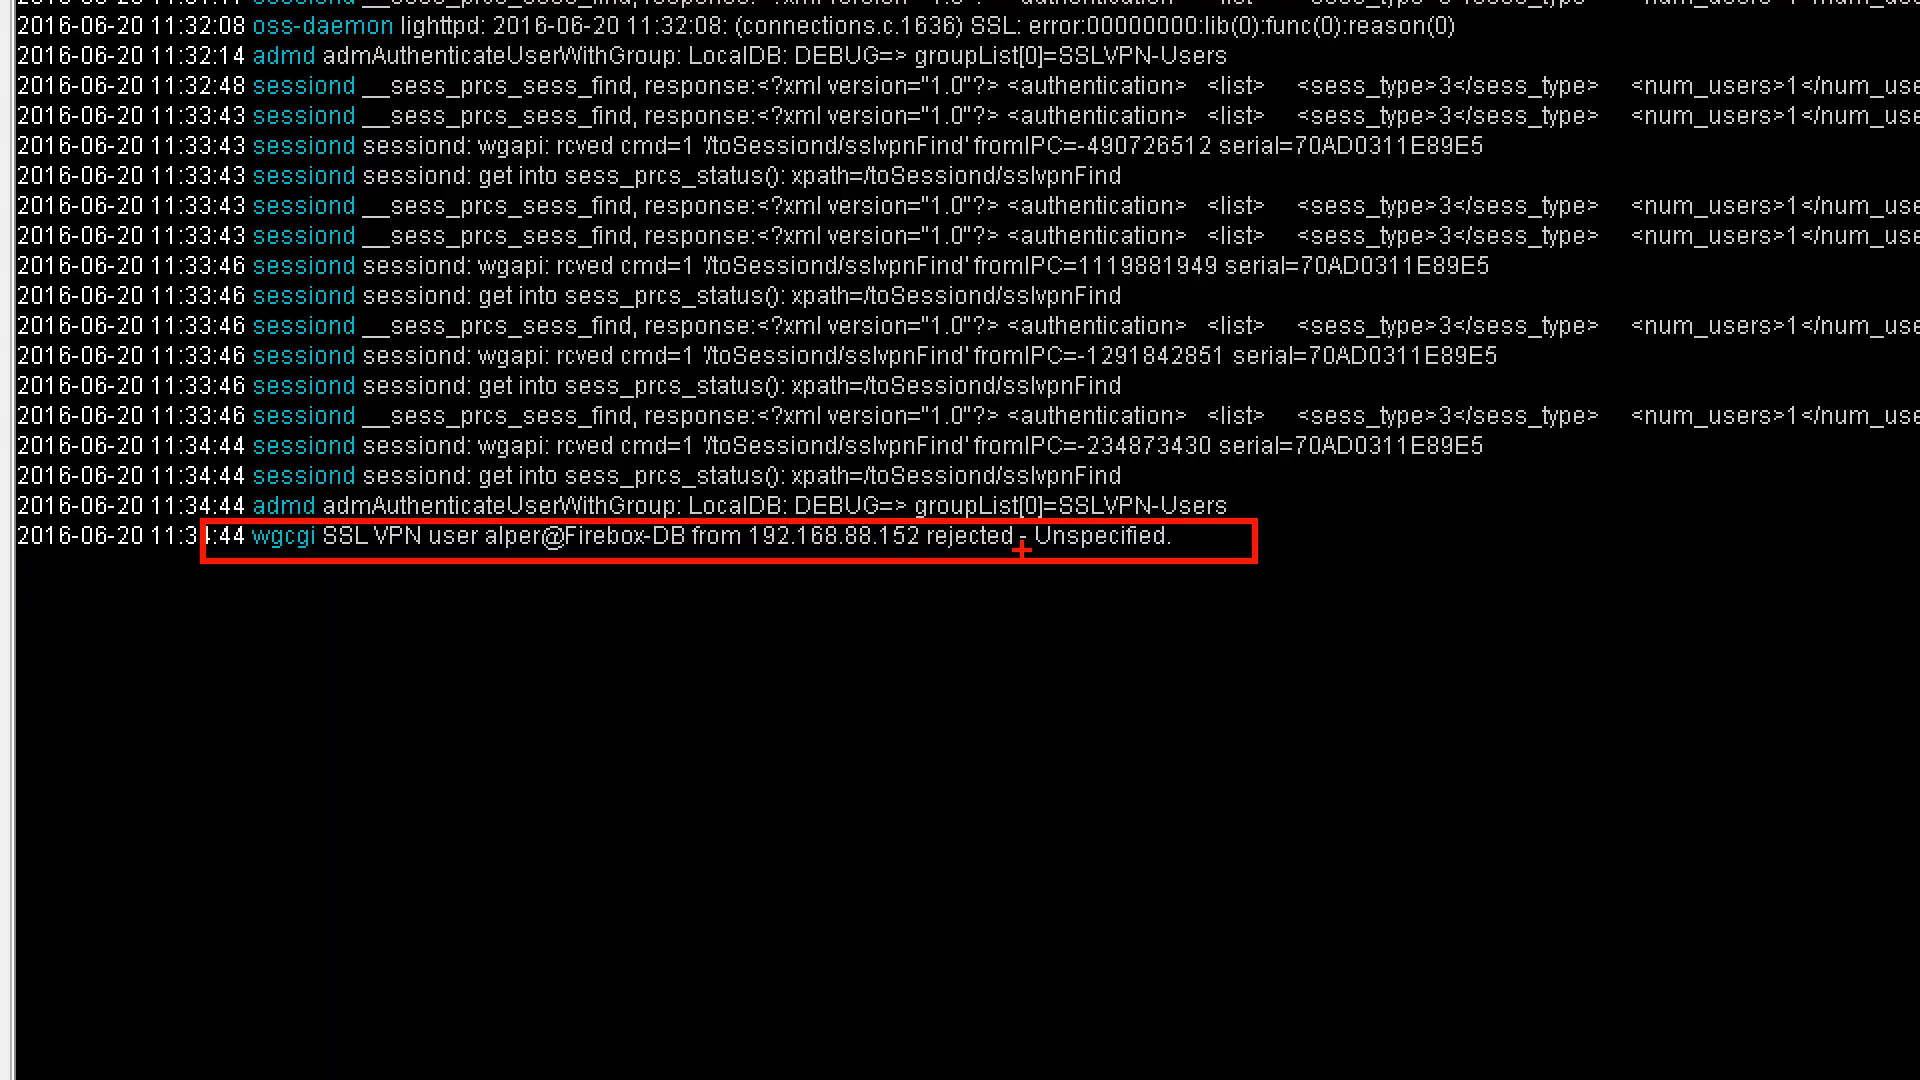 2016-06-20 11:32:08 oss-daemon lighttpd: 2016-06-20 11:32:08: (connections.c.1636) SSL: error:00000000:lib(0):func(0):reason(0)
2016-06-20 11:32:14 admd admAuthenticateUserWithGroup: LocalDB: DEBUG=> groupList[0]=SSLVPN-Users
2016-06-20 11:32:48 sessiond __sess_prcs_sess_find, response:<?xml version="1.0"?> <authentication> <list> <sess_type>3</sess_type> <num_users>1</num_use
2016-06-20 11:33:43 sessiond __sess_prcs_sess_find, response:<?xml version="1.0"?> <authentication> <list> <sess_type>3</sess_type> <num_users>1</num_use
2016-06-20 11:33:43 sessiond sessiond: wgapi: rcved cmd=1 '/toSessiond/sslvpnFind' fromIPC=-490726512 serial=70AD0311E89E5
2016-06-20 11:33:43 sessiond sessiond: get into sess_prcs_status(): xpath=/toSessiond/sslvpnFind
2016-06-20 11:33:43 sessiond __sess_prcs_sess_find, response:<?xml version="1.0"?> <authentication> <list> <sess_type>3</sess_type> <num_users>1</num_use
2016-06-20 11:33:43 sessiond __sess_prcs_sess_find, response:<?xml version="1.0"?> <authentication> <list> <sess_type>3</sess_type> <num_users>1</num_use
2016-06-20 11:33:46 sessiond sessiond: wgapi: rcved cmd=1 '/toSessiond/sslvpnFind' fromIPC=1119881949 serial=70AD0311E89E5
2016-06-20 11:33:46 sessiond sessiond: get into sess_prcs_status(): xpath=/toSessiond/sslvpnFind
2016-06-20 11:33:46 sessiond __sess_prcs_sess_find, response:<?xml version="1.0"?> <authentication> <list> <sess_type>3</sess_type> <num_users>1</num_use
2016-06-20 11:33:46 sessiond sessiond: wgapi: rcved cmd=1 '/toSessiond/sslvpnFind' fromIPC=-1291842851 serial=70AD0311E89E5
2016-06-20 11:33:46 sessiond sessiond: get into sess_prcs_status(): xpath=/toSessiond/sslvpnFind
2016-06-20 11:33:46 sessiond __sess_prcs_sess_find, response:<?xml version="1.0"?> <authentication> <list> <sess_type>3</sess_type> <num_users>1</num_use
2016-06-20 11:34:44 sessiond sessiond: wgapi: rcved cmd=1 '/toSessiond/sslvpnFind' fromIPC=-234873430 serial=70AD0311E89E5
2016-06-20 11:34:44 sessiond sessiond: get into sess_prcs_status(): xpath=/toSessiond/sslvpnFind
2016-06-20 11:34:44 admd admAuthenticateUserWithGroup: LocalDB: DEBUG=> groupList[0]=SSLVPN-Users
2016-06-20 11:34:44 wgcgi SSL VPN user alper@Firebox-DB from 192.168.88.152 rejected - Unspecified.